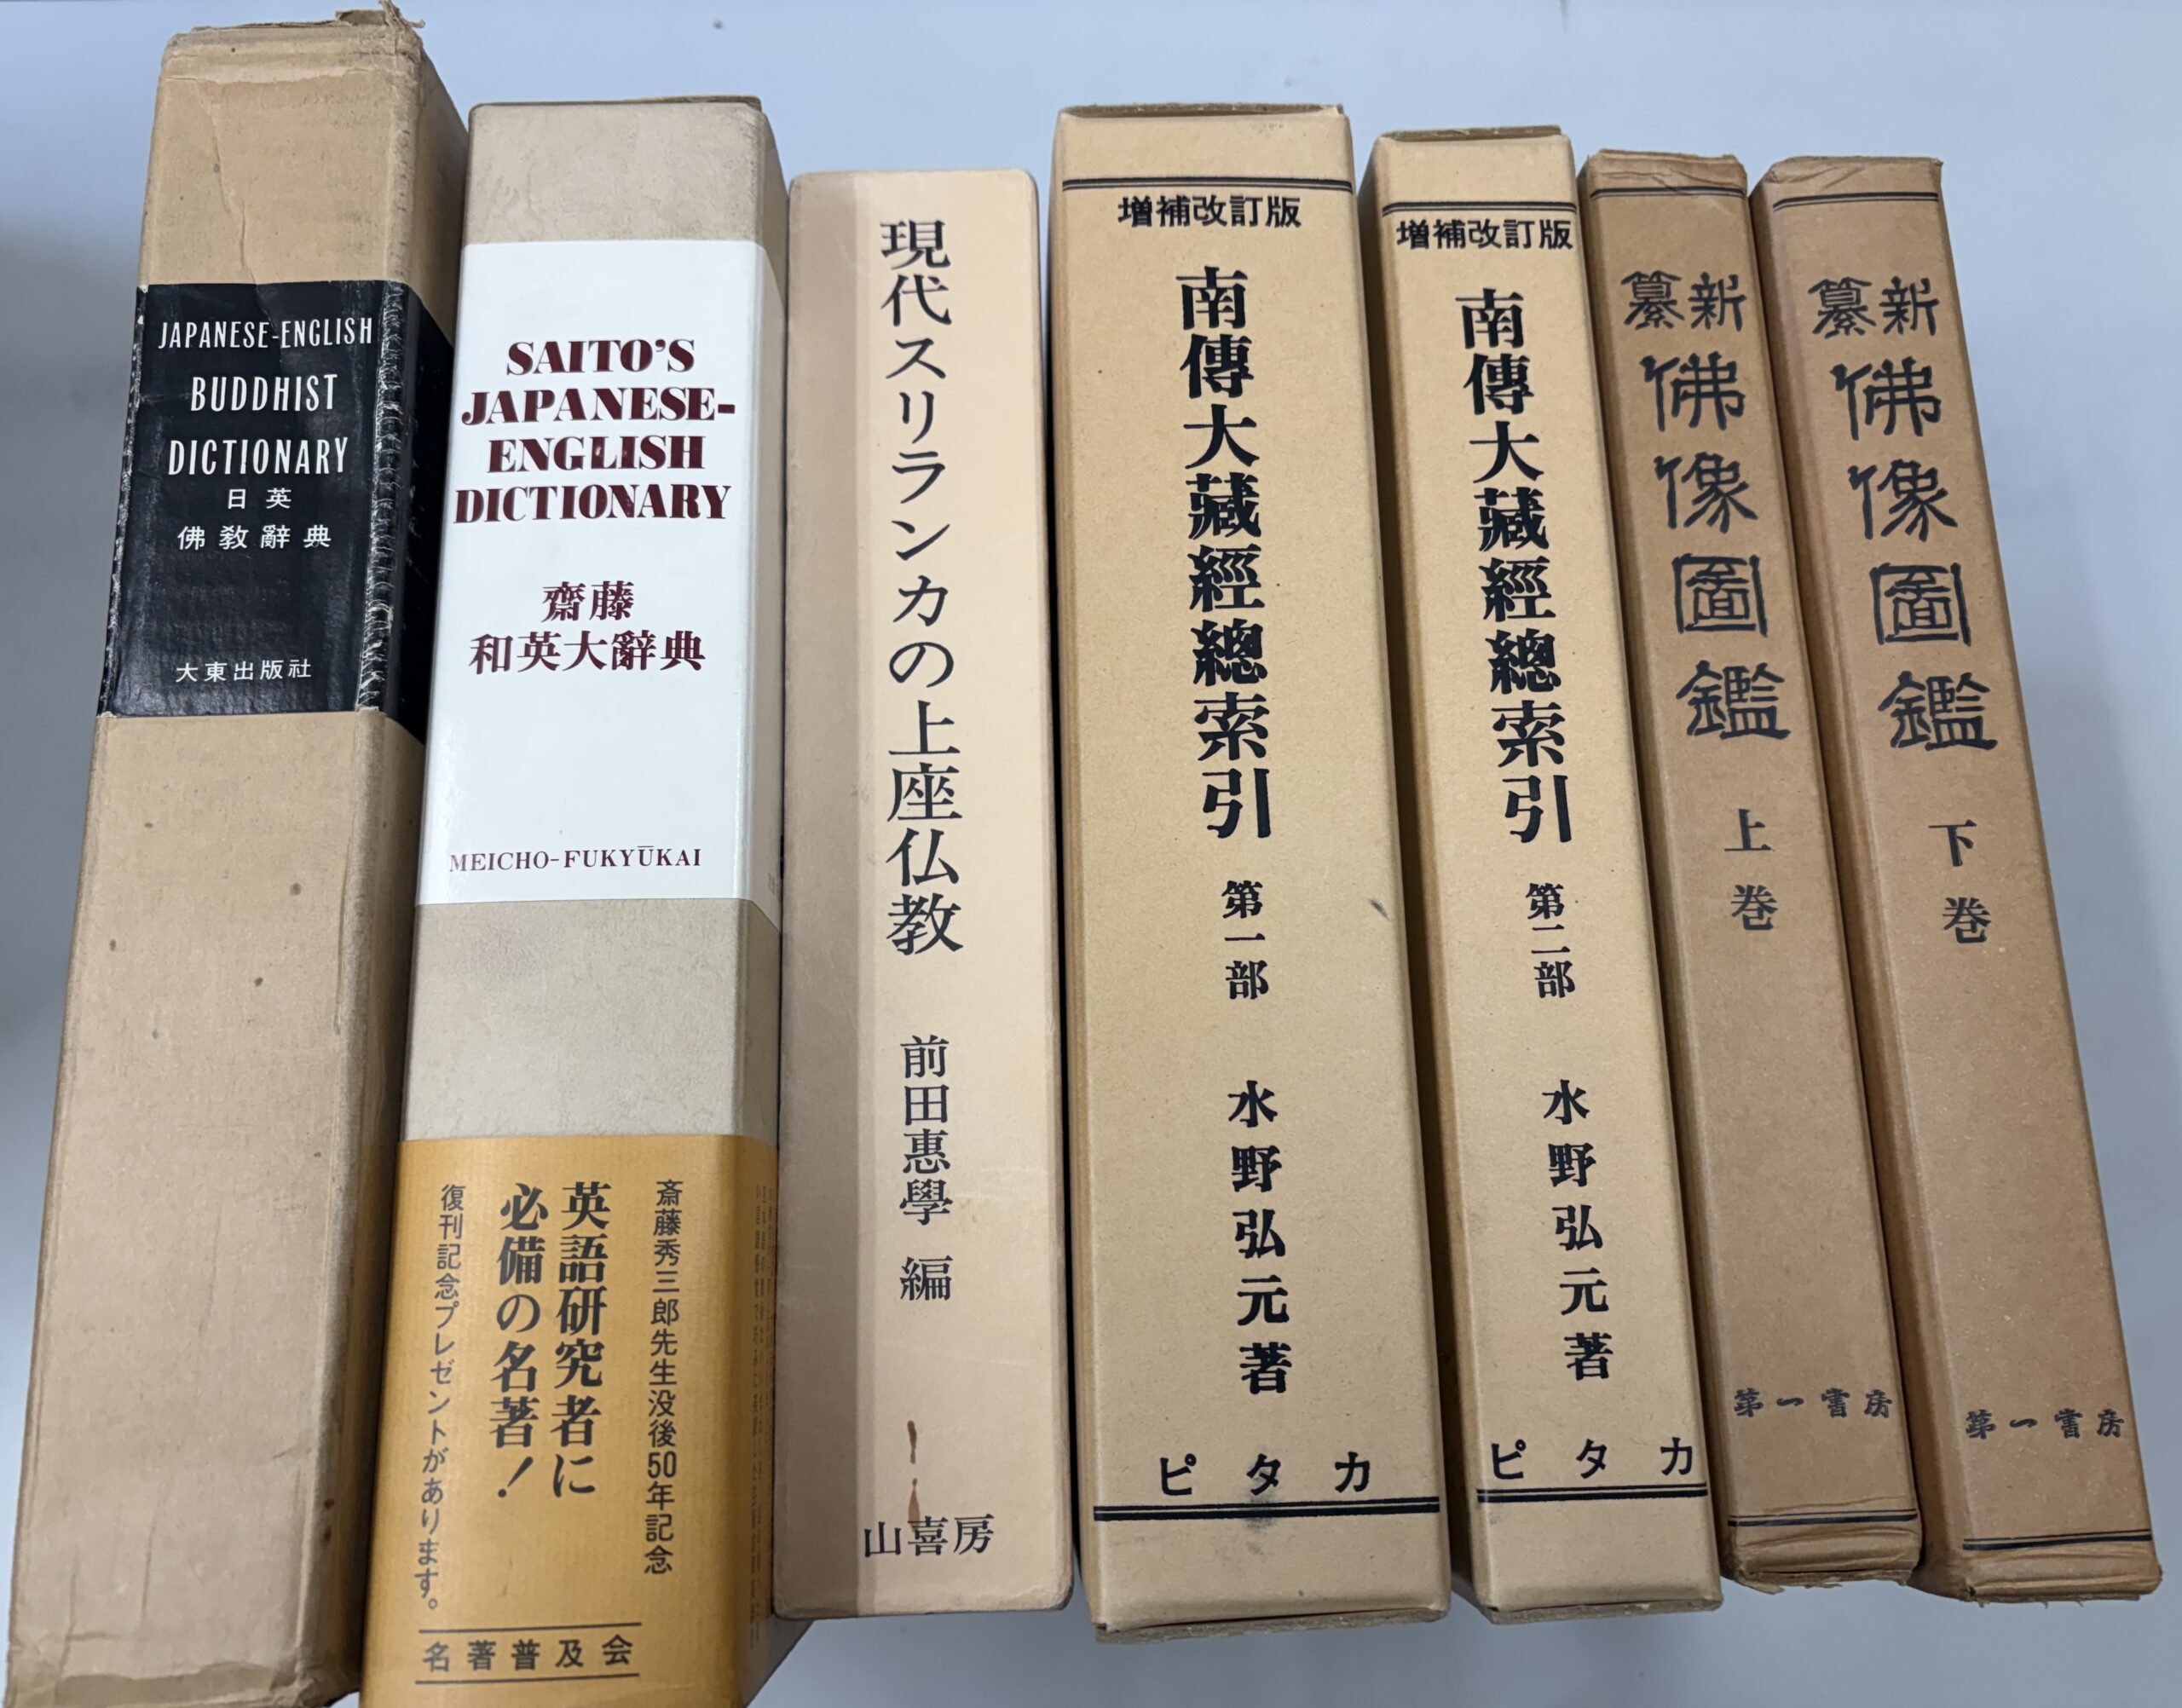 JAPANESE-ENGLISH
BUDDHIST
DICTIONARY
日英
佛教辭典
大東出版社
SAITO'S
JAPANESE-
ENGLISH
DICTIONARY
齋藤
和英大辭典
MEICHO-FUKYŪKAI
斎藤秀三郎先生没後50年記念
英語研究者に
必備の名著!
復刊記念プレゼントがあります。
名著普及会
現代スリランカの上座仏教
前田惠學 編
山喜房
増補改訂版
南傳大藏經總索引
第一部
水野弘元著
ピタカ
増補改訂版
南傳大藏經總索引
第二部
水野弘元著
ピタカ
新纂
佛像圖鑑
上巻
第一書房
新纂
佛像圖鑑
下巻
第一書房